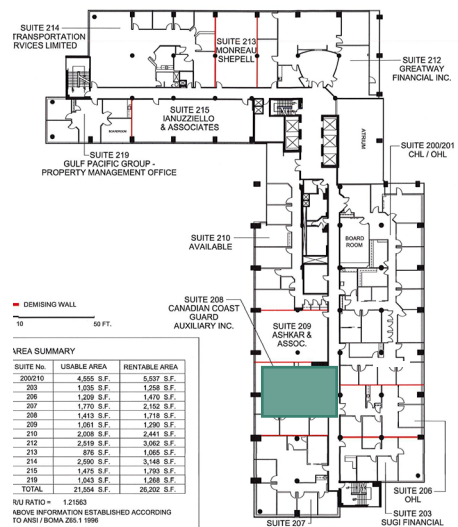 SUITE 214
TRANSPORTATION
RVICES LIMITED
SUITE 213
MONREAU
SHEPELL
SUITE 212
GREATWAY
FINANCIAL INC.
SUITE 215
IANUZZIELLO
& ASSOCIATES
BOARDROOM
SUITE 219
GULF PACIFIC GROUP -
PROPERTY MANAGEMENT OFFICE
ATRIUM
SUITE 200/201
CHL / OHL
SUITE 210
AVAILABLE
BOARD
ROOM
SUITE 208
CANADIAN COAST
GUARD
AUXILIARY INC.
SUITE 209
ASHKAR &
ASSOC.
DEMISING WALL
10 50 FT.
AREA SUMMARY
SUITE No. USABLE AREA RENTABLE AREA
200/210 4,555 S.F. 5,537 S.F.
203 1,035 S.F. 1,258 S.F.
206 1,209 S.F. 1,470 S.F.
207 1,770 S.F. 2,152 S.F.
208 1,413 S.F. 1,718 S.F.
209 1,061 S.F. 1,290 S.F.
210 2,008 S.F. 2,441 S.F.
212 2,519 S.F. 3,062 S.F.
213 876 S.F. 1,065 S.F.
214 2,590 S.F. 3,148 S.F.
215 1,475 S.F. 1,793 S.F.
219 1,043 S.F. 1,268 S.F.
TOTAL 21,554 S.F. 26,202 S.F.
R/U RATIO = 1.21563
ABOVE INFORMATION ESTABLISHED ACCORDING
TO ANSI / BOMA Z65.1 1996
SUITE 207
SUITE 206
OHL
SUITE 203
SUGI FINANCIAL